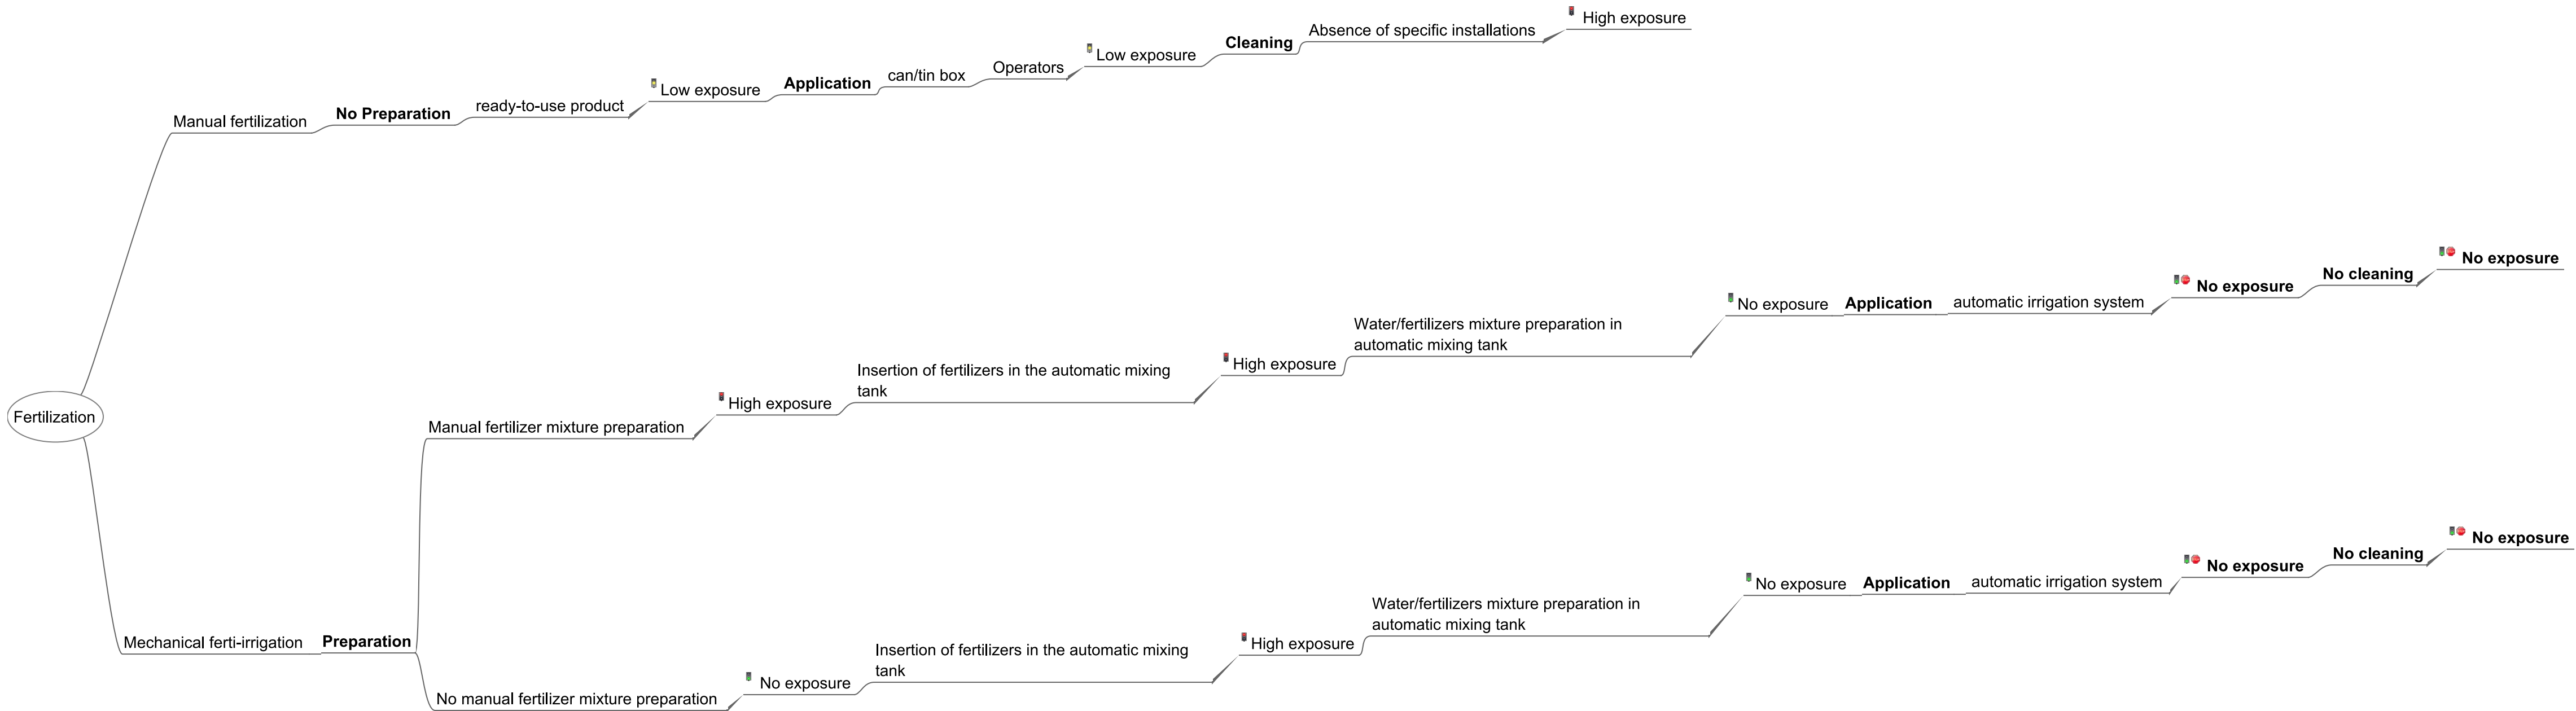 Fertilization
Manual fertilization
No Preparation
ready-to-use product
Low exposure
Application
can/tin box
Operators
Low exposure
Cleaning
Absence of specific installations
High exposure
Mechanical ferti-irrigation
Preparation
Manual fertilizer mixture preparation
High exposure
Insertion of fertilizers in the automatic mixing
tank
High exposure
Water/fertilizers mixture preparation in
automatic mixing tank
No exposure
Application
automatic irrigation system
No exposure
No cleaning
No exposure
No manual fertilizer mixture preparation
No exposure
Insertion of fertilizers in the automatic mixing
tank
High exposure
Water/fertilizers mixture preparation in
automatic mixing tank
No exposure
Application
automatic irrigation system
No exposure
No cleaning
No exposure